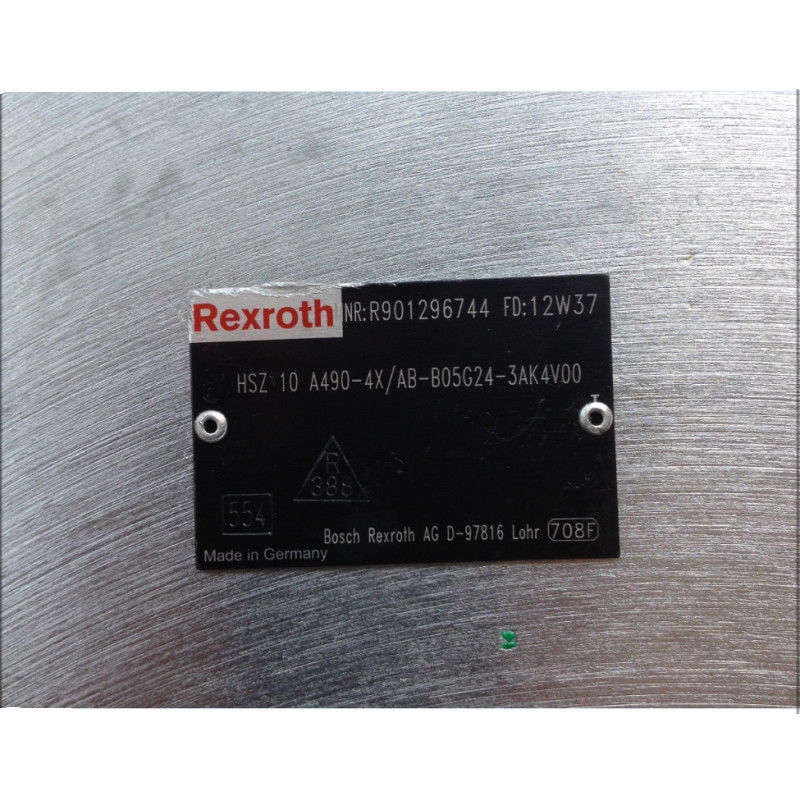 Rexroth NR:R901296744 FD:12W37
HSZ 10 A490-4X/AB-B05G24-3AK4V00
R
388
554
Bosch Rexroth AG D-97816 Lohr 708F
Made in Germany